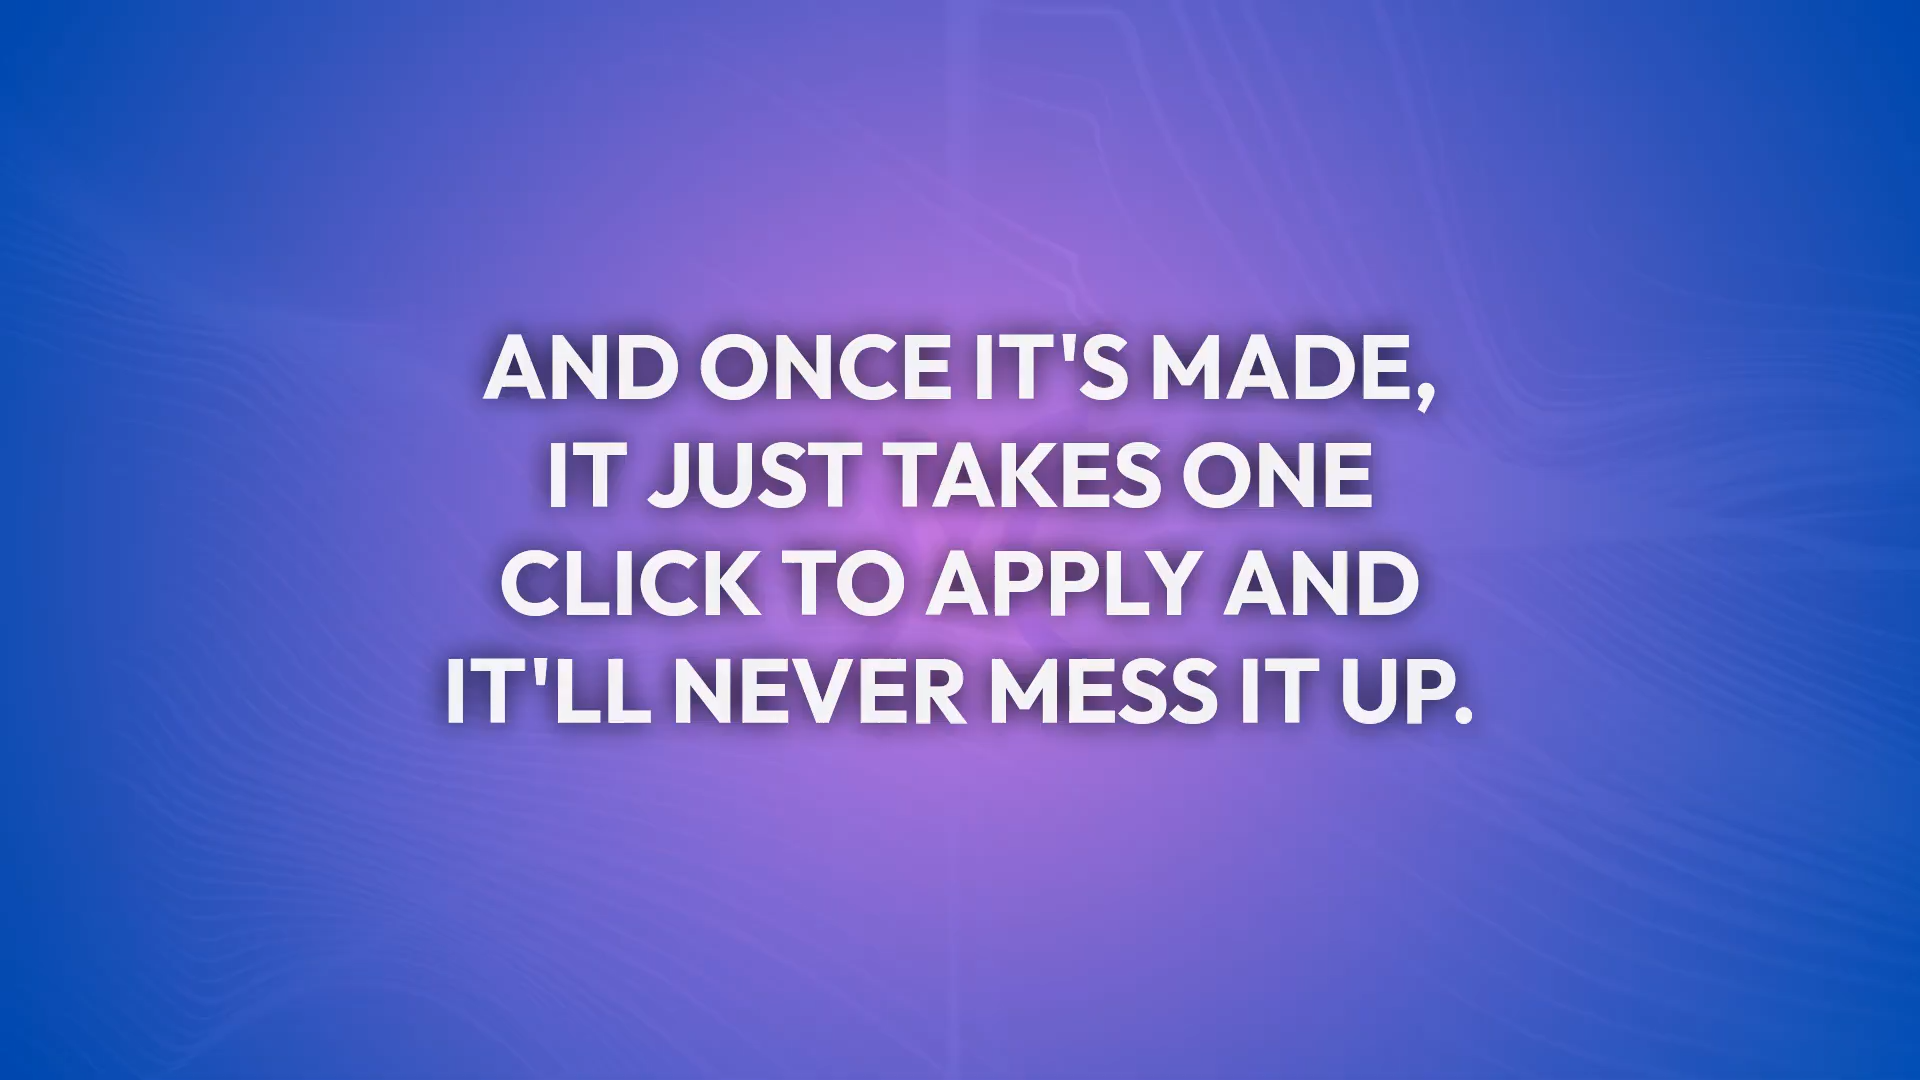 AND ONCE IT'S MADE,
IT JUST TAKES ONE
CLICK TO APPLY AND
IT'LL NEVER MESS IT UP.